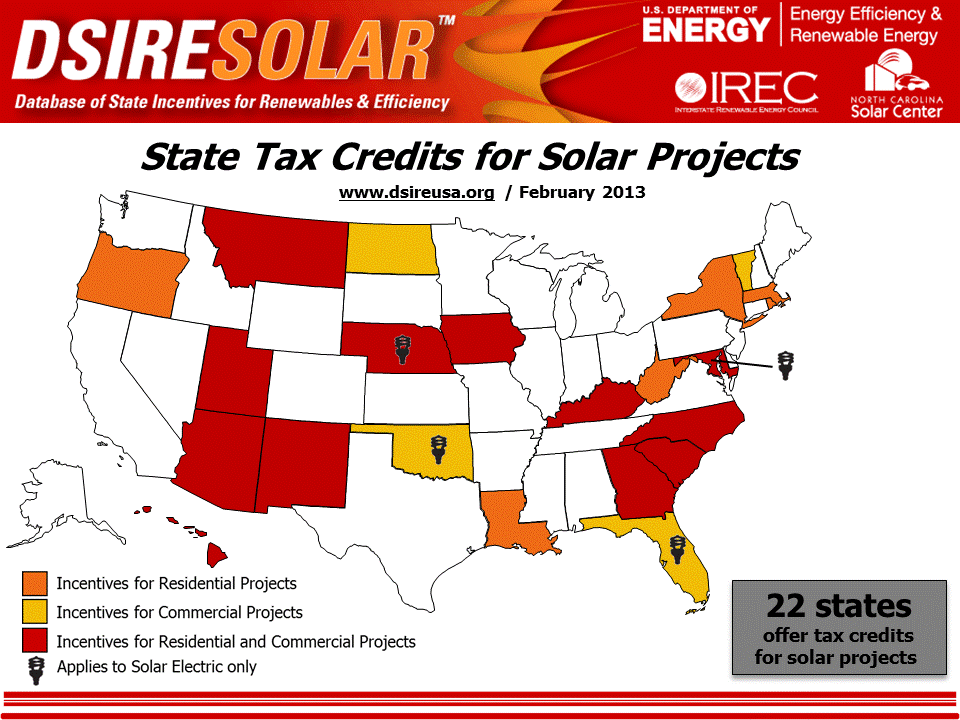 DSIRESOLAR™
Database of State Incentives for Renewables & Efficiency
U.S. DEPARTMENT OF
ENERGY
Energy Efficiency &
Renewable Energy
IREC
INTERSTATE RENEWABLE ENERGY COUNCIL
NORTH CAROLINA
Solar Center
State Tax Credits for Solar Projects
www.dsireusa.org / February 2013
Incentives for Residential Projects
Incentives for Commercial Projects
Incentives for Residential and Commercial Projects
Applies to Solar Electric only
22 states
offer tax credits
for solar projects